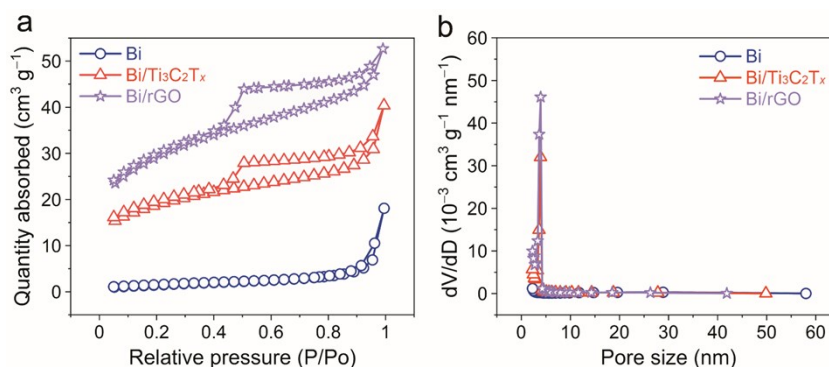 a
Quantity absorbed (cm³ g⁻¹)
50
40
30
20
10
0
Bi
Bi/Ti₃C₂Tₓ
Bi/rGO
0
0.2
0.4
0.6
0.8
1
Relative pressure (P/Po)
b
dV/dD (10⁻³ cm³ g⁻¹ nm⁻¹)
60
50
40
30
20
10
0
Bi
Bi/Ti₃C₂Tₓ
Bi/rGO
0
10
20
30
40
50
60
Pore size (nm)